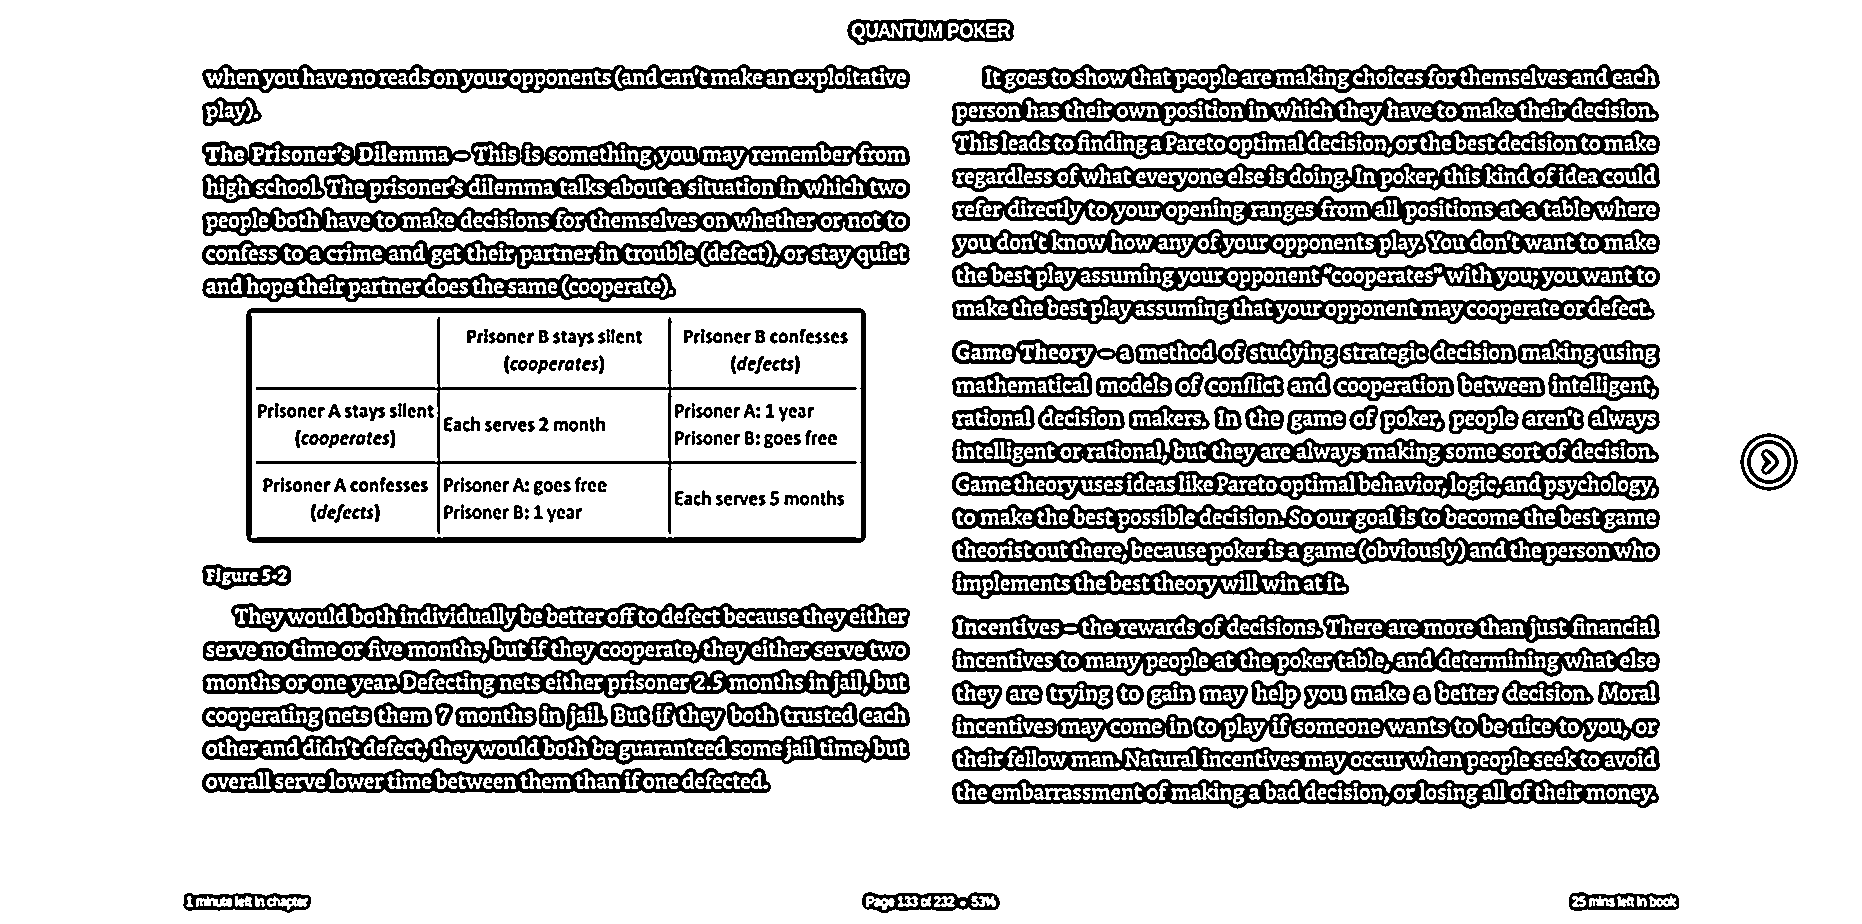 QUANTUM POKER
when you have no reads on your opponents (and can't make an exploitative
play).
The Prisoner's Dilemma – This is something you may remember from
high school. The prisoner's dilemma talks about a situation in which two
people both have to make decisions for themselves on whether or not to
confess to a crime and get their partner in trouble (defect), or stay quiet
and hope their partner does the same (cooperate).
Prisoner B stays silent
(cooperates)
Prisoner B confesses
(defects)
Prisoner A stays silent
(cooperates)
Each serves 2 month
Prisoner A: 1 year
Prisoner B: goes free
Prisoner A confesses
(defects)
Prisoner A: goes free
Prisoner B: 1 year
Each serves 5 months
Figure 5-2
They would both individually be better off to defect because they either
serve no time or five months, but if they cooperate, they either serve two
months or one year. Defecting nets either prisoner 2.5 months in jail, but
cooperating nets them 7 months in jail. But if they both trusted each
other and didn't defect, they would both be guaranteed some jail time, but
overall serve lower time between them than if one defected.
It goes to show that people are making choices for themselves and each
person has their own position in which they have to make their decision.
This leads to finding a Pareto optimal decision, or the best decision to make
regardless of what everyone else is doing. In poker, this kind of idea could
refer directly to your opening ranges from all positions at a table where
you don't know how any of your opponents play. You don't want to make
the best play assuming your opponent "cooperates" with you; you want to
make the best play assuming that your opponent may cooperate or defect.
Game Theory – a method of studying strategic decision making using
mathematical models of conflict and cooperation between intelligent,
rational decision makers. In the game of poker, people aren't always
intelligent or rational, but they are always making some sort of decision.
Game theory uses ideas like Pareto optimal behavior, logic, and psychology,
to make the best possible decision. So our goal is to become the best game
theorist out there, because poker is a game (obviously) and the person who
implements the best theory will win at it.
Incentives – the rewards of decisions. There are more than just financial
incentives to many people at the poker table, and determining what else
they are trying to gain may help you make a better decision. Moral
incentives may come in to play if someone wants to be nice to you, or
their fellow man. Natural incentives may occur when people seek to avoid
the embarrassment of making a bad decision, or losing all of their money.
1 minute left in chapter
Page 133 of 232 • 53%
25 mins left in book